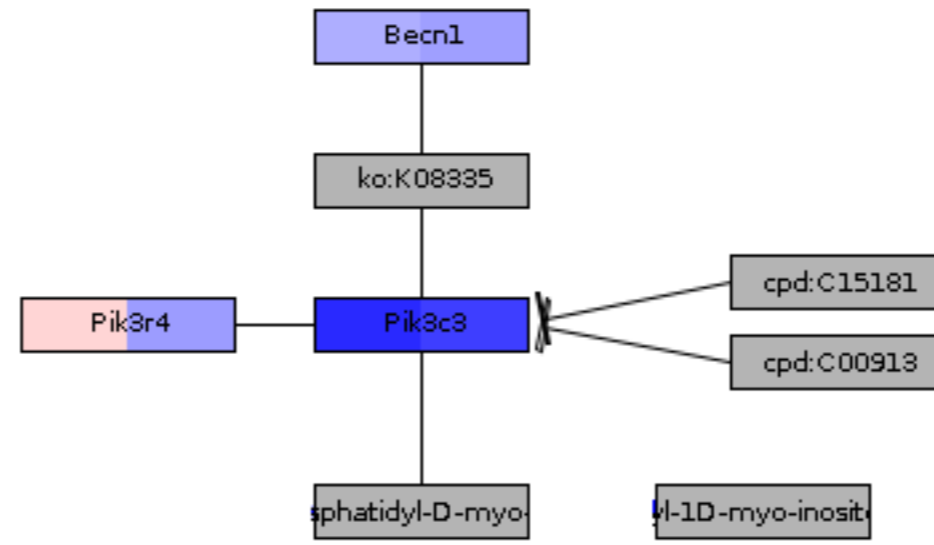 Becn1
ko:K08335
cpd:C15181
Pik3r4
Pik3c3
cpd:C00913
sphatidyl-D-myo-
yl-1D-myo-inosit